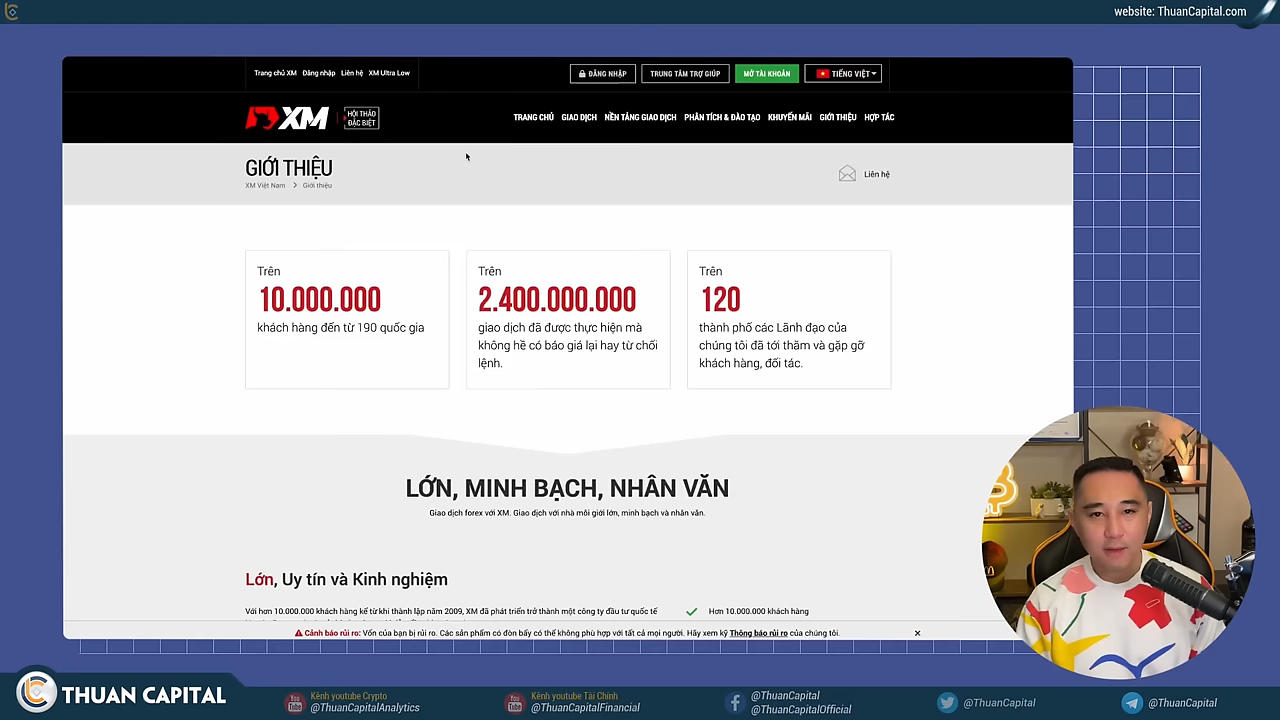 website: ThuanCapital.com
Trang chủ XM Đăng nhập Liên hệ XM Ultra Low
ĐĂNG NHẬP TRUNG TÂM TRỢ GIÚP MỞ TÀI KHOẢN TIẾNG VIỆT
XM HỘI THẢO ĐẶC BIỆT
TRANG CHỦ GIAO DỊCH NỀN TẢNG GIAO DỊCH PHÂN TÍCH & ĐÀO TẠO KHUYẾN MÃI GIỚI THIỆU HỢP TÁC
GIỚI THIỆU
XM Việt Nam > Giới thiệu
Liên hệ
Trên
10.000.000
khách hàng đến từ 190 quốc gia
Trên
2.400.000.000
giao dịch đã được thực hiện mà
không hề có báo giá lại hay từ chối
lệnh.
Trên
120
thành phố các Lãnh đạo của
chúng tôi đã tới thăm và gặp gỡ
khách hàng, đối tác.
LỚN, MINH BẠCH, NHÂN VĂN
Giao dịch forex với XM. Giao dịch với nhà môi giới lớn, minh bạch và nhân văn.
Lớn, Uy tín và Kinh nghiệm
Với hơn 10.000.000 khách hàng kể từ khi thành lập năm 2009, XM đã phát triển trở thành một công ty đầu tư quốc tế
Hơn 10.000.000 khách hàng
Cảnh báo rủi ro: Vốn của bạn bị rủi ro. Các sản phẩm có đòn bẩy có thể không phù hợp với tất cả mọi người. Hãy xem kỹ Thông báo rủi ro của chúng tôi.
THUAN CAPITAL
Kênh youtube Crypto
@ThuanCapitalAnalytics
Kênh youtube Tài Chính
@ThuanCapitalFinancial
@ThuanCapital
@ThuanCapitalOfficial
@ThuanCapital
@ThuanCapital